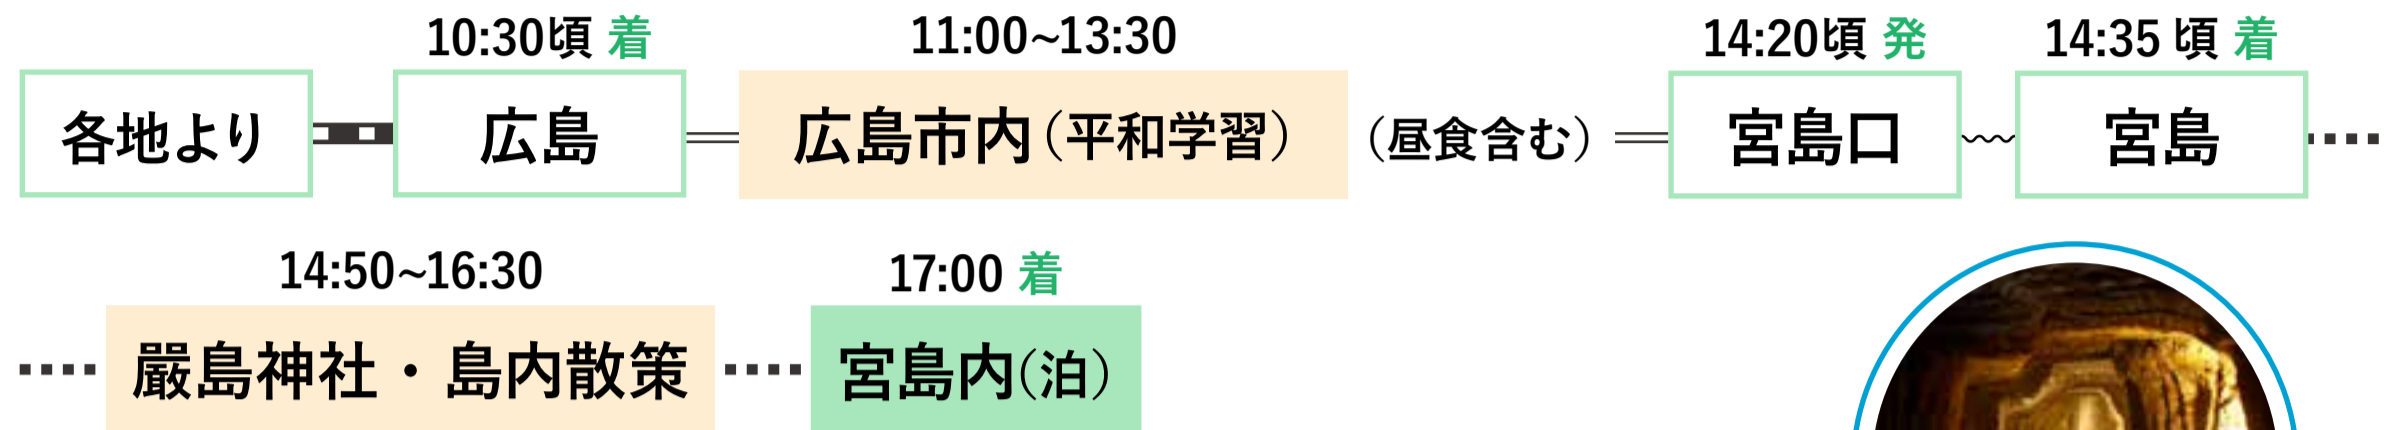 10:30頃 着 11:00~13:30 14:20頃 発 14:35 頃 着
各地より 広島 広島市内（平和学習） （昼食含む） 宮島口 宮島
14:50~16:30 17:00 着
嚴島神社・島内散策 宮島内（泊）